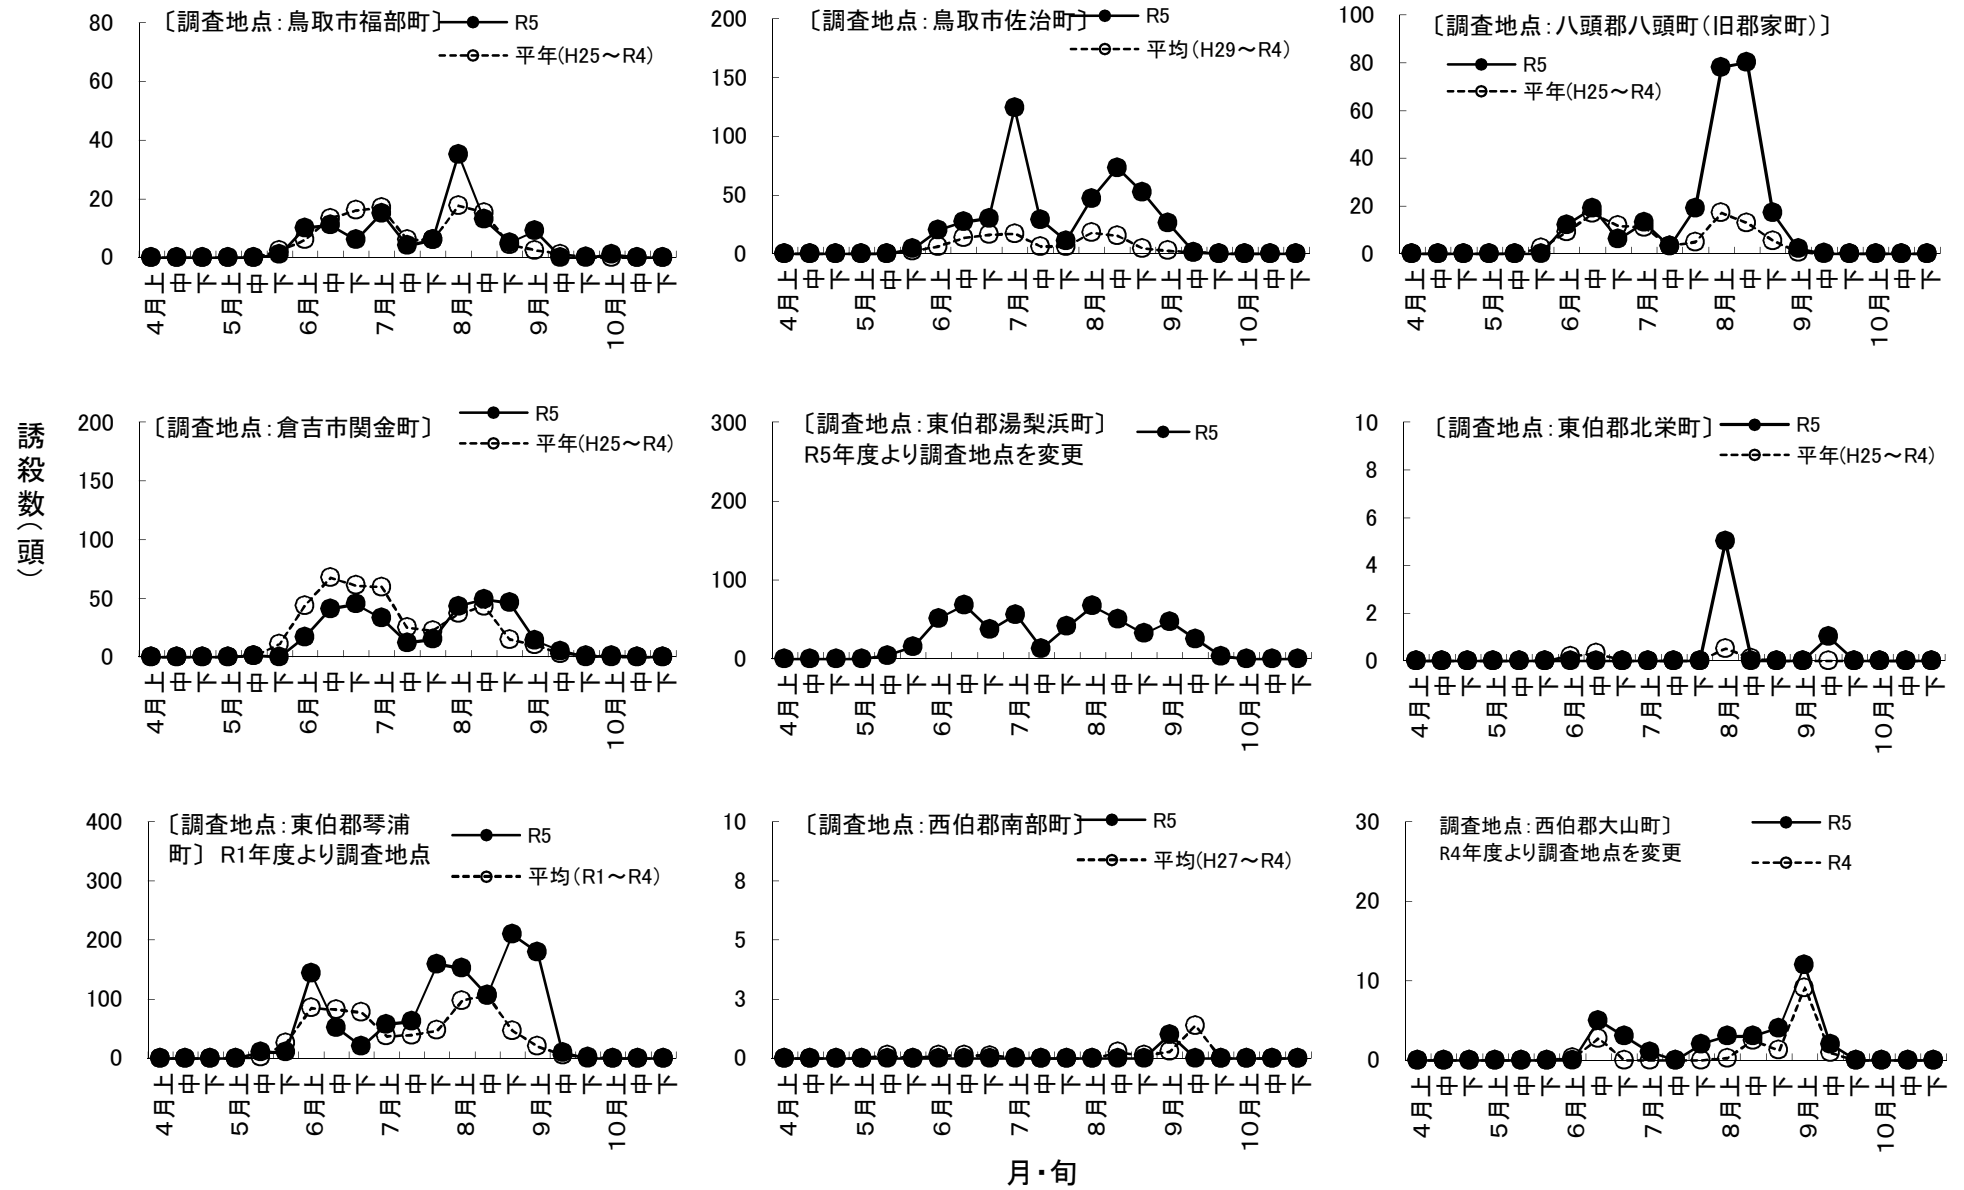 〔調査地点：鳥取市福部町〕
R5
平年(H25～R4)
80
60
40
20
0
4月上 中 下 5月上 中 下 6月上 中 下 7月上 中 下 8月上 中 下 9月上 中 下 10月上 中 下
〔調査地点：鳥取市佐治町〕
R5
平均(H29～R4)
200
150
100
50
0
4月上 中 下 5月上 中 下 6月上 中 下 7月上 中 下 8月上 中 下 9月上 中 下 10月上 中 下
〔調査地点：八頭郡八頭町(旧郡家町)〕
R5
平年(H25～R4)
100
80
60
40
20
0
4月上 中 下 5月上 中 下 6月上 中 下 7月上 中 下 8月上 中 下 9月上 中 下 10月上 中 下
誘殺数(頭)
〔調査地点：倉吉市関金町〕
R5
平年(H25～R4)
200
150
100
50
0
4月上 中 下 5月上 中 下 6月上 中 下 7月上 中 下 8月上 中 下 9月上 中 下 10月上 中 下
〔調査地点：東伯郡湯梨浜町〕
R5年度より調査地点を変更
R5
300
200
100
0
4月上 中 下 5月上 中 下 6月上 中 下 7月上 中 下 8月上 中 下 9月上 中 下 10月上 中 下
〔調査地点：東伯郡北栄町〕
R5
平年(H25～R4)
10
8
6
4
2
0
4月上 中 下 5月上 中 下 6月上 中 下 7月上 中 下 8月上 中 下 9月上 中 下 10月上 中 下
〔調査地点：東伯郡琴浦
町〕 R1年度より調査地点
R5
平均(R1～R4)
400
300
200
100
0
4月上 中 下 5月上 中 下 6月上 中 下 7月上 中 下 8月上 中 下 9月上 中 下 10月上 中 下
〔調査地点：西伯郡南部町〕
R5
平均(H27～R4)
10
8
5
3
0
4月上 中 下 5月上 中 下 6月上 中 下 7月上 中 下 8月上 中 下 9月上 中 下 10月上 中 下
調査地点：西伯郡大山町〕
R4年度より調査地点を変更
R5
R4
30
20
10
0
4月上 中 下 5月上 中 下 6月上 中 下 7月上 中 下 8月上 中 下 9月上 中 下 10月上 中 下
月・旬